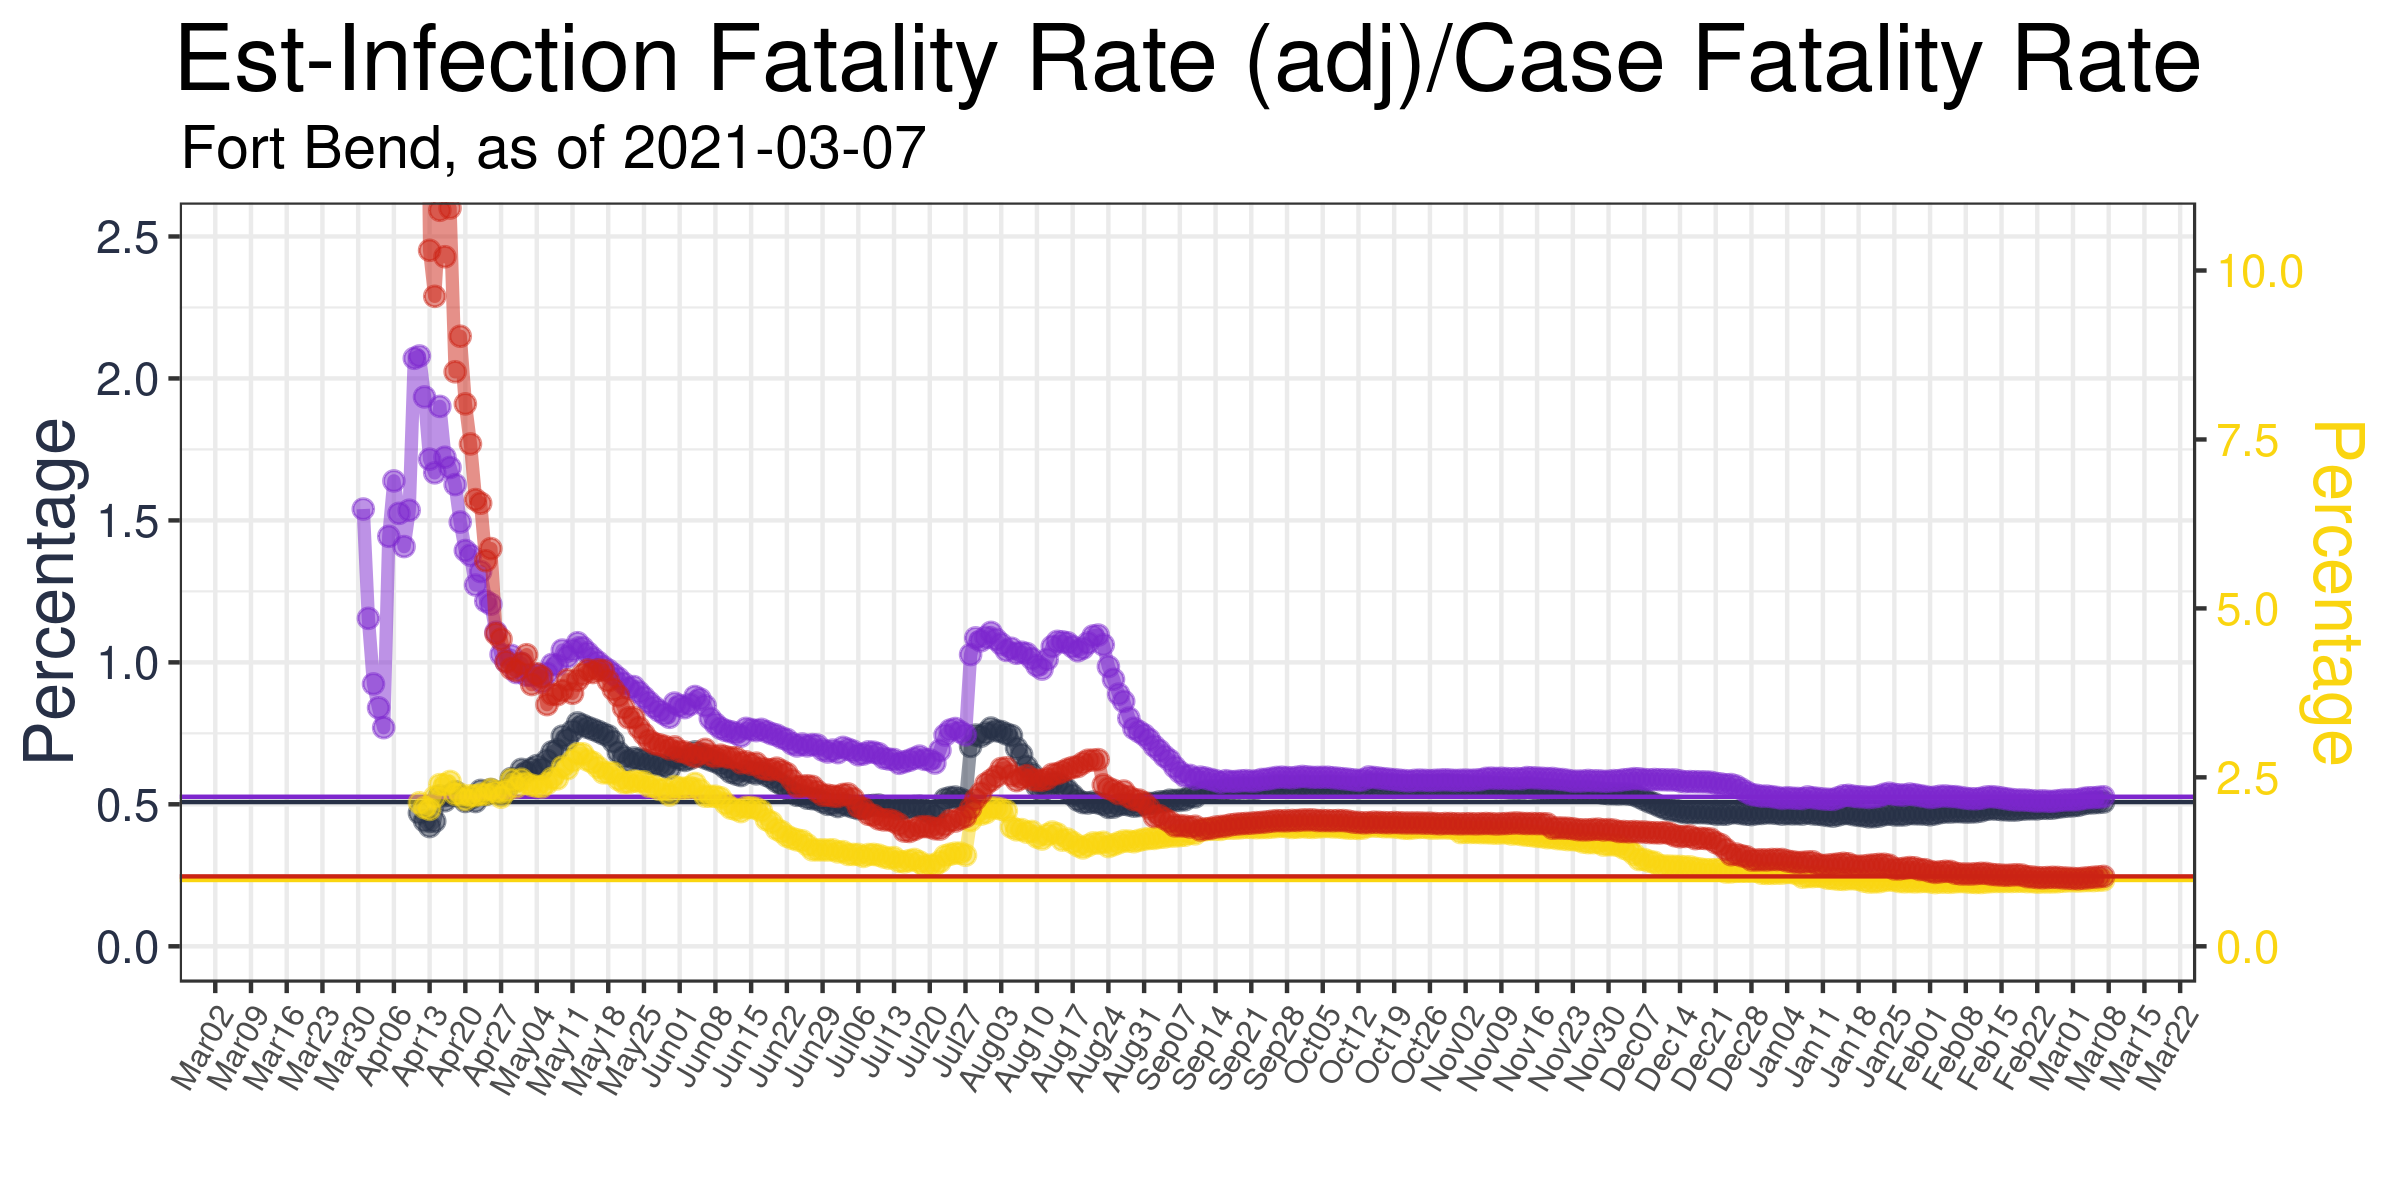 Est-Infection Fatality Rate (adj)/Case Fatality Rate
Fort Bend, as of 2021-03-07
Percentage
2.5
2.0
1.5
1.0
0.5
0.0
10.0
7.5
5.0
2.5
0.0
Percentage
Mar02
Mar09
Mar16
Mar23
Mar30
Apr06
Apr13
Apr20
Apr27
May04
May11
May18
May25
Jun01
Jun08
Jun15
Jun22
Jun29
Jul06
Jul13
Jul20
Jul27
Aug03
Aug10
Aug17
Aug24
Aug31
Sep07
Sep14
Sep21
Sep28
Oct05
Oct12
Oct19
Oct26
Nov02
Nov09
Nov16
Nov23
Nov30
Dec07
Dec14
Dec21
Dec28
Jan04
Jan11
Jan18
Jan25
Feb01
Feb08
Feb15
Feb22
Mar01
Mar08
Mar15
Mar22